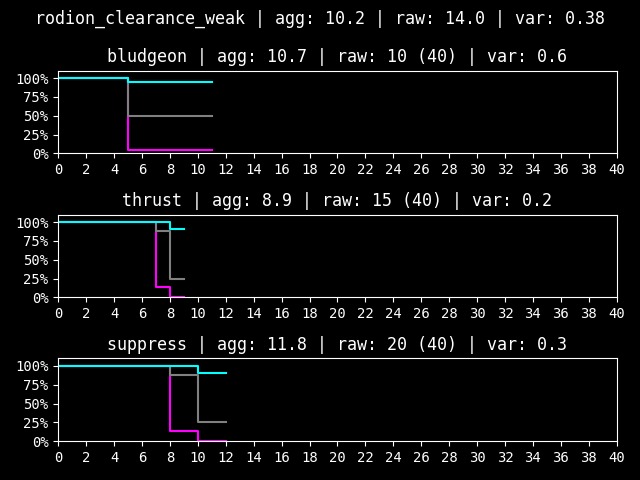 rodion_clearance_weak | agg: 10.2 | raw: 14.0 | var: 0.38
bludgeon | agg: 10.7 | raw: 10 (40) | var: 0.6
100%
75%
50%
25%
0%
0 2 4 6 8 10 12 14 16 18 20 22 24 26 28 30 32 34 36 38 40
thrust | agg: 8.9 | raw: 15 (40) | var: 0.2
100%
75%
50%
25%
0%
0 2 4 6 8 10 12 14 16 18 20 22 24 26 28 30 32 34 36 38 40
suppress | agg: 11.8 | raw: 20 (40) | var: 0.3
100%
75%
50%
25%
0%
0 2 4 6 8 10 12 14 16 18 20 22 24 26 28 30 32 34 36 38 40